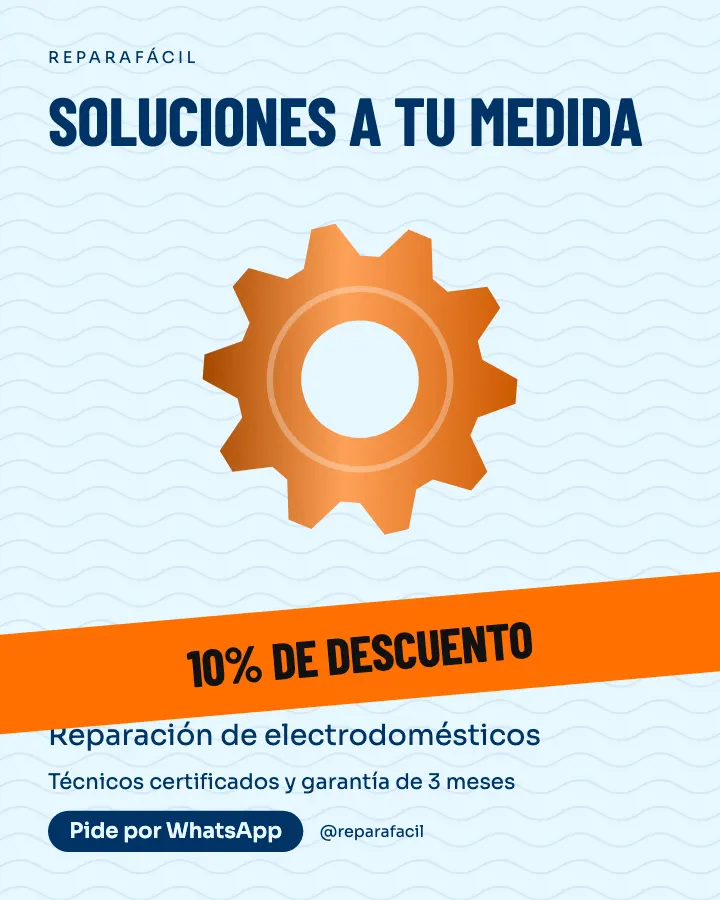 REPARAFÁCIL
SOLUCIONES A TU MEDIDA
10% DE DESCUENTO
Reparación de electrodomésticos
Técnicos certificados y garantía de 3 meses
Pide por WhatsApp
@reparafacil